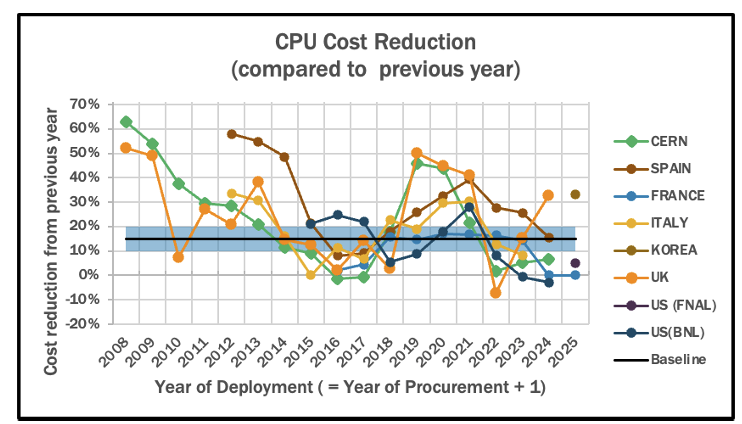 CPU Cost Reduction
(compared to  previous year)
Cost reduction from previous year
70%
60%
50%
40%
30%
20%
10%
0%
-10%
-20%
2008 2009 2010 2011 2012 2013 2014 2015 2016 2017 2018 2019 2020 2021 2022 2023 2024 2025
Year of Deployment ( = Year of Procurement + 1)
CERN
SPAIN
FRANCE
ITALY
KOREA
UK
US (FNAL)
US(BNL)
Baseline